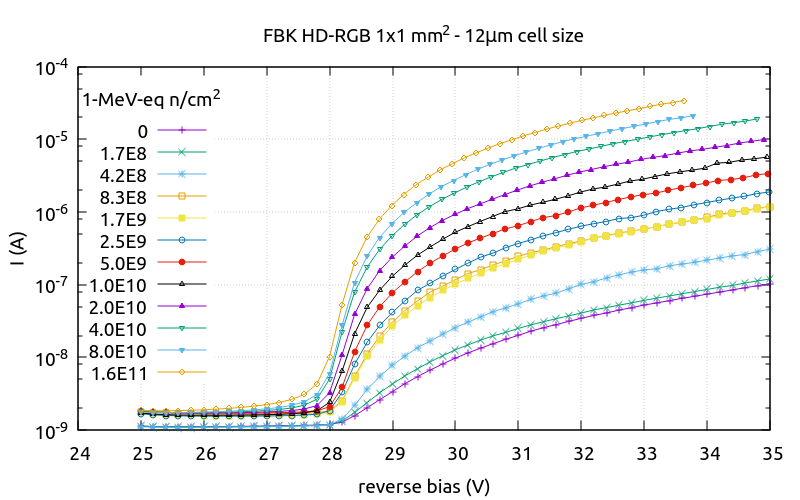 FBK HD-RGB 1x1 mm² - 12μm cell size
10⁻⁴
10⁻⁵
10⁻⁶
10⁻⁷
10⁻⁸
10⁻⁹
I (A)
1-MeV-eq n/cm²
0
1.7E8
4.2E8
8.3E8
1.7E9
2.5E9
5.0E9
1.0E10
2.0E10
4.0E10
8.0E10
1.6E11
24 25 26 27 28 29 30 31 32 33 34 35
reverse bias (V)